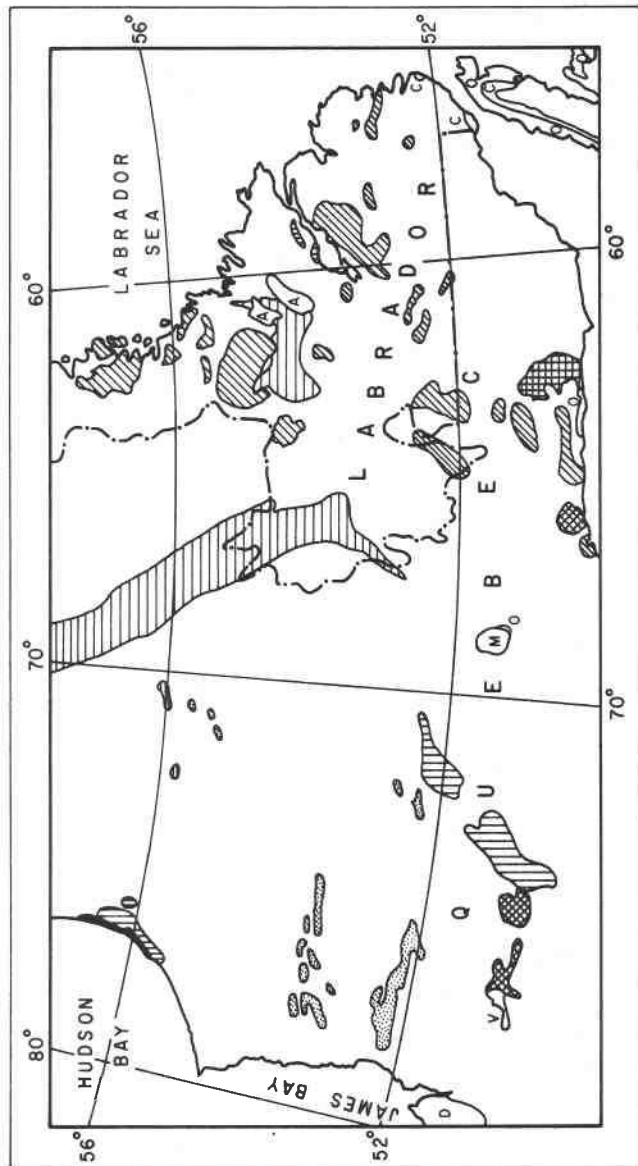 80°
70°
60°
56°
HUDSON
BAY
LABRADOR
SEA
56°
A
A
JAMES
BAY
L A B R A D O R
52°
52°
D
Q U E B E C
V
M
O
O
C
C
C
O
O
O
70°
60°